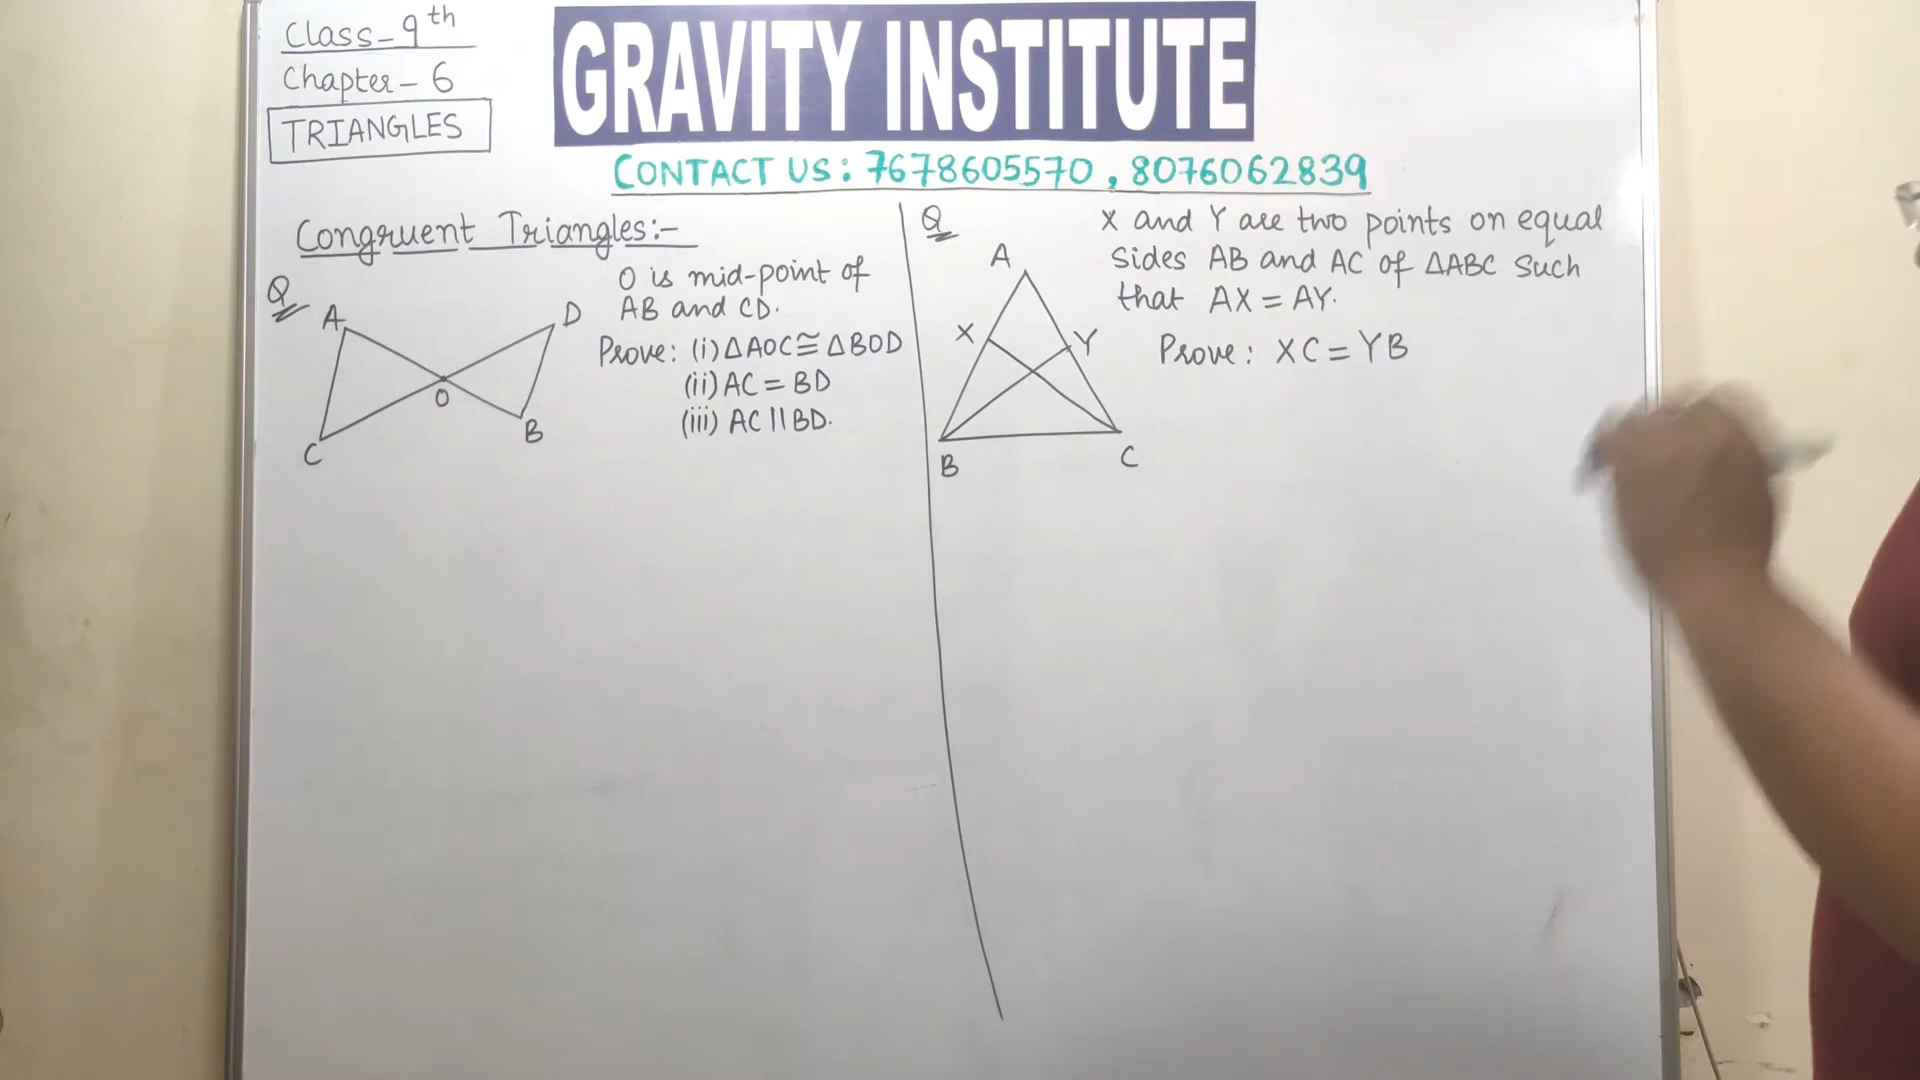 Class-9th
Chapter-6
TRIANGLES
GRAVITY INSTITUTE
CONTACT US: 7678605570, 8076062839
Congruent Triangles:-
Q
O is mid-point of
AB and CD.
Prove: (i) ΔAOC ≅ ΔBOD
(ii) AC = BD
(iii) AC || BD.
A
D
O
B
C
Q
X and Y are two points on equal
sides AB and AC of ΔABC such
that AX = AY.
Prove: XC = YB
A
X
Y
B
C